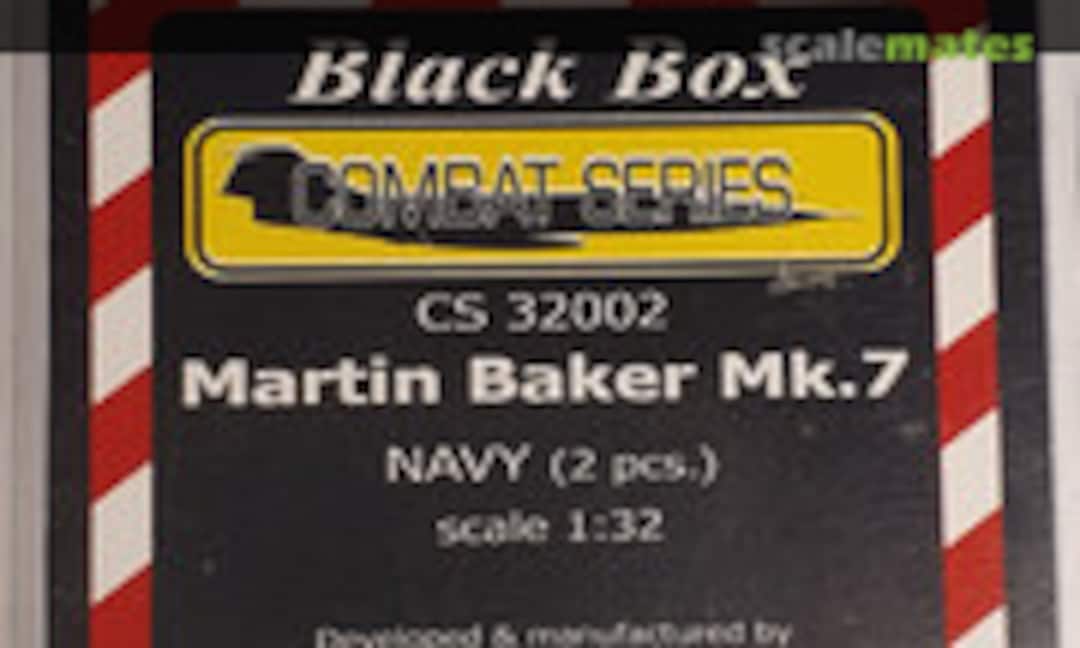 scalemates
Black Box
COMBAT SERIES
CS 32002
Martin Baker Mk.7
NAVY (2 pcs.)
scale 1:32
Developed & manufactured by